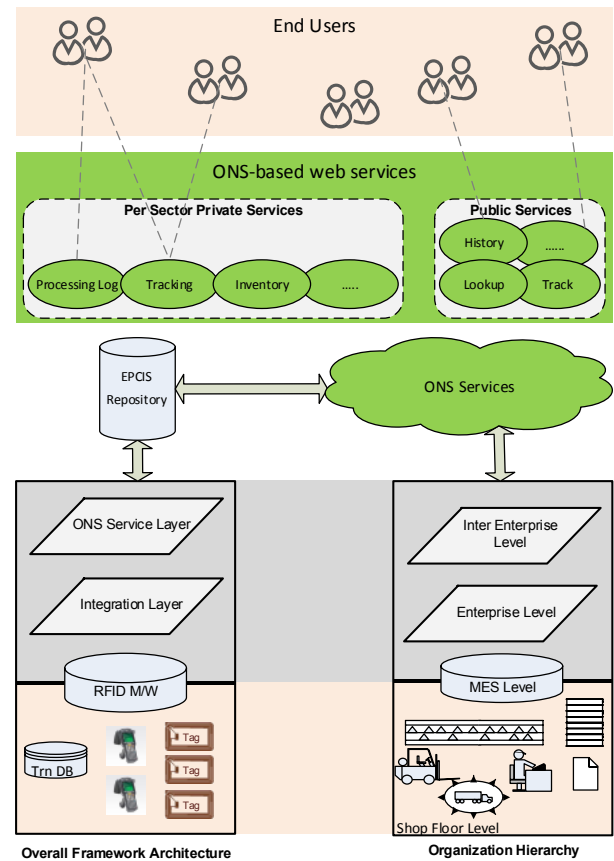 End Users
ONS-based web services
Per Sector Private Services
Public Services
History
......
Processing Log
Tracking
Inventory
.....
Lookup
Track
EPCIS
Repository
ONS Services
ONS Service Layer
Integration Layer
RFID M/W
Trn DB
Tag
Tag
Tag
Inter Enterprise
Level
Enterprise Level
MES Level
Shop Floor Level
Overall Framework Architecture
Organization Hierarchy